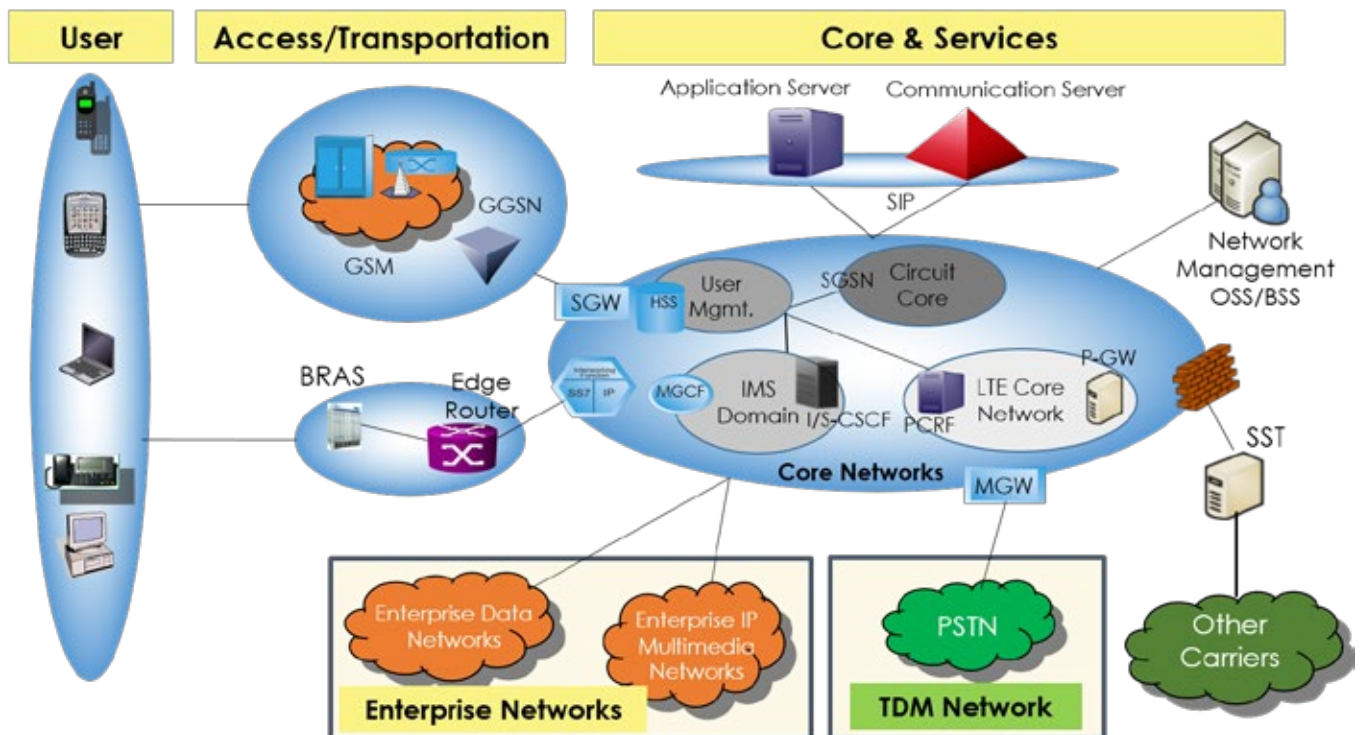 User
Access/Transportation
Core & Services
Application Server
Communication Server
SIP
GGSN
GSM
Network
Management
OSS/BSS
SGW
HSS
User
Mgmt.
SGSN
Circuit
Core
BRAS
Edge
Router
Interworking
Function
SS7
IP
MGCF
IMS
Domain
I/S-CSCF
PCRF
LTE Core
Network
P-GW
Core Networks
MGW
SST
Enterprise Data
Networks
Enterprise IP
Multimedia
Networks
PSTN
Other
Carriers
Enterprise Networks
TDM Network